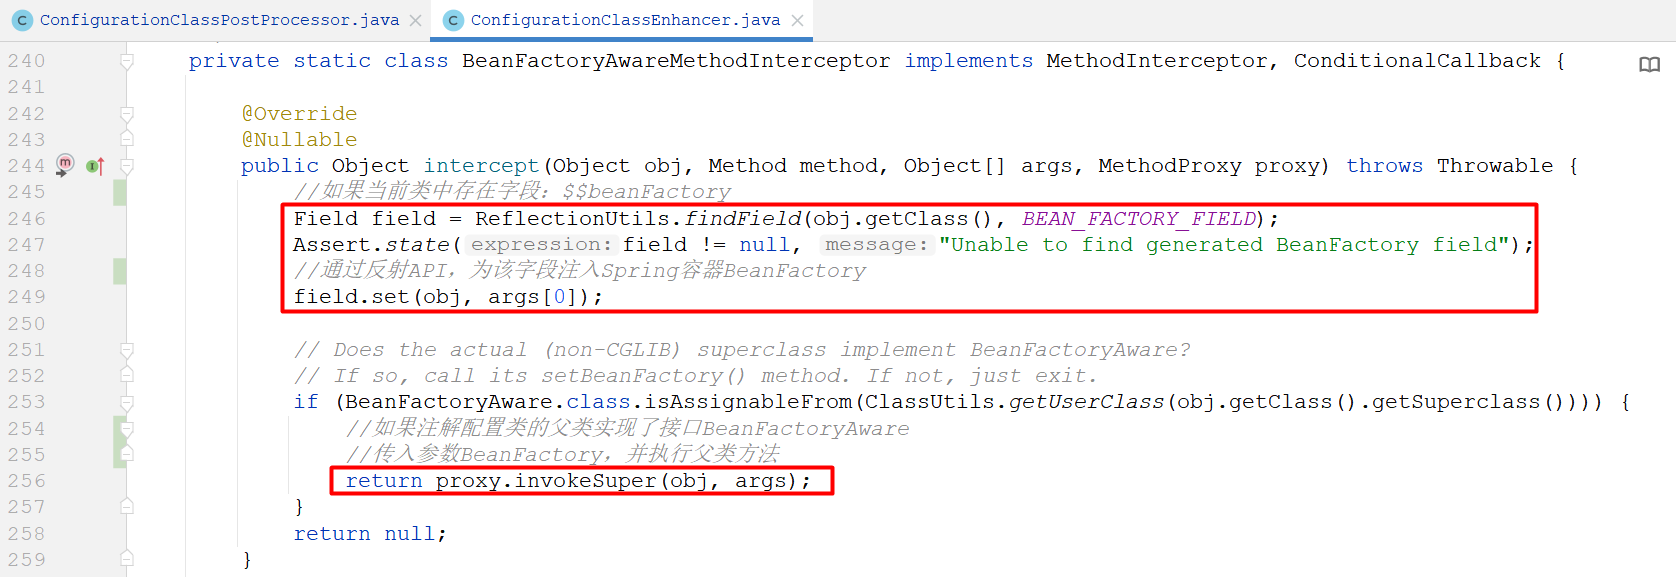 ConfigurationClassPostProcessor.java ConfigurationClassEnhancer.java
240 private static class BeanFactoryAwareMethodInterceptor implements MethodInterceptor, ConditionalCallback {
241
242 @Override
243 @Nullable
244 public Object intercept(Object obj, Method method, Object[] args, MethodProxy proxy) throws Throwable {
245 //如果当前类中存在字段：$$beanFactory
246 Field field = ReflectionUtils.findField(obj.getClass(), BEAN_FACTORY_FIELD);
247 Assert.state( expression: field != null, message: "Unable to find generated BeanFactory field");
248 //通过反射API，为该字段注入Spring容器BeanFactory
249 field.set(obj, args[0]);
250
251 // Does the actual (non-CGLIB) superclass implement BeanFactoryAware?
252 // If so, call its setBeanFactory() method. If not, just exit.
253 if (BeanFactoryAware.class.isAssignableFrom(ClassUtils.getUserClass(obj.getClass().getSuperclass()))) {
254 //如果注解配置类的父类实现了接口BeanFactoryAware
255 //传入参数BeanFactory，并执行父类方法
256 return proxy.invokeSuper(obj, args);
257 }
258 return null;
259 }